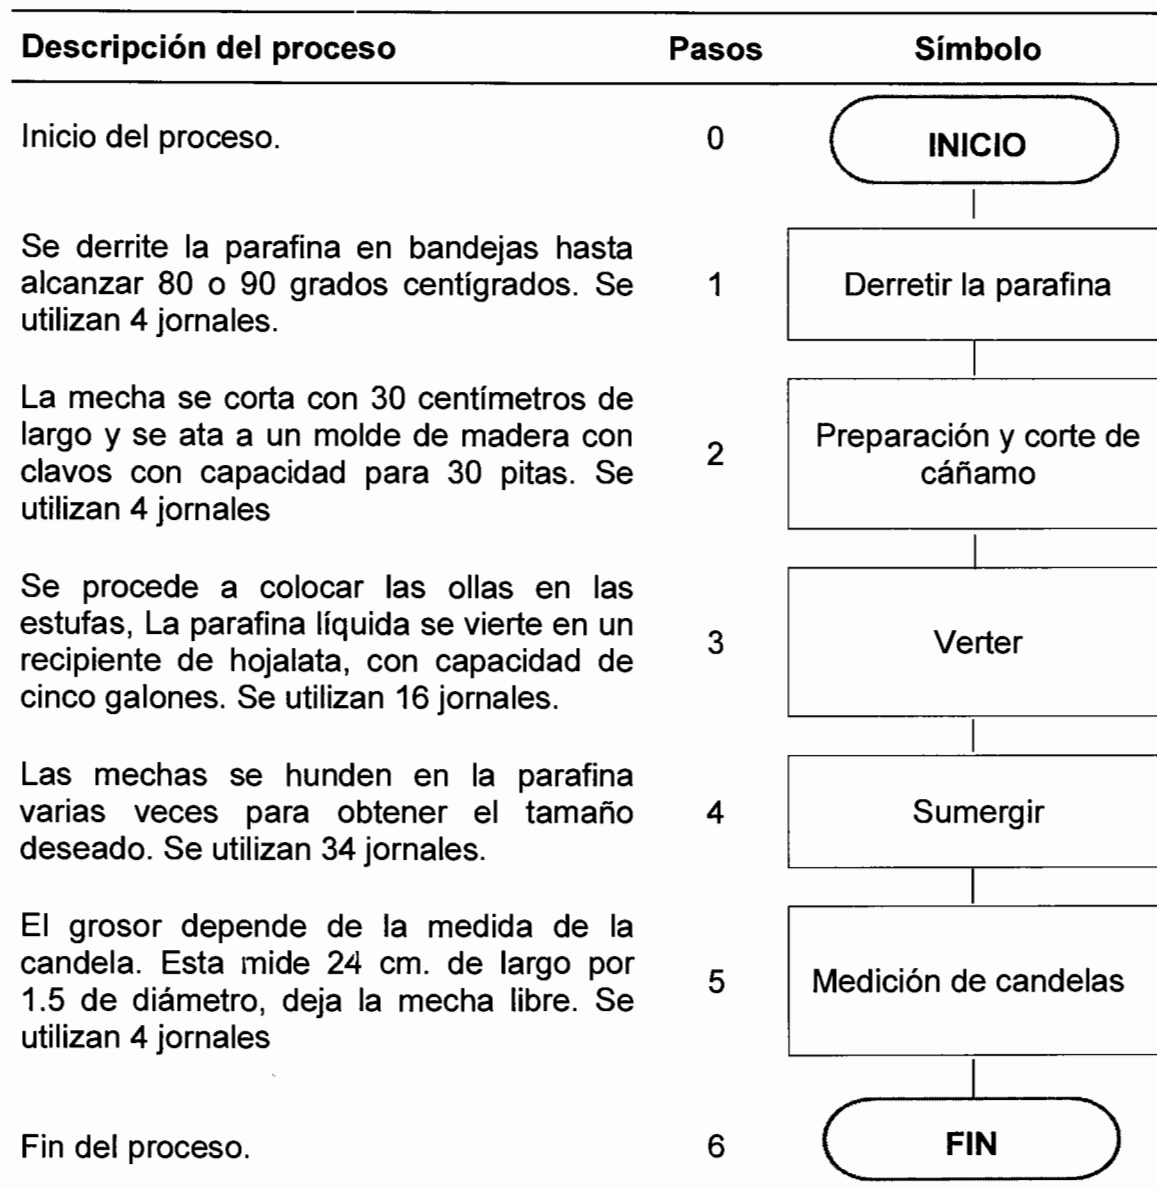 Descripción del proceso Pasos Símbolo
Inicio del proceso. 0 INICIO
Se derrite la parafina en bandejas hasta
alcanzar 80 o 90 grados centígrados. Se
utilizan 4 jornales.
1 Derretir la parafina
La mecha se corta con 30 centímetros de
largo y se ata a un molde de madera con
clavos con capacidad para 30 pitas. Se
utilizan 4 jornales
2 Preparación y corte de
cáñamo
Se procede a colocar las ollas en las
estufas, La parafina líquida se vierte en un
recipiente de hojalata, con capacidad de
cinco galones. Se utilizan 16 jornales.
3 Verter
Las mechas se hunden en la parafina
varias veces para obtener el tamaño
deseado. Se utilizan 34 jornales.
4 Sumergir
El grosor depende de la medida de la
candela. Esta mide 24 cm. de largo por
1.5 de diámetro, deja la mecha libre. Se
utilizan 4 jornales
5 Medición de candelas
Fin del proceso. 6 FIN